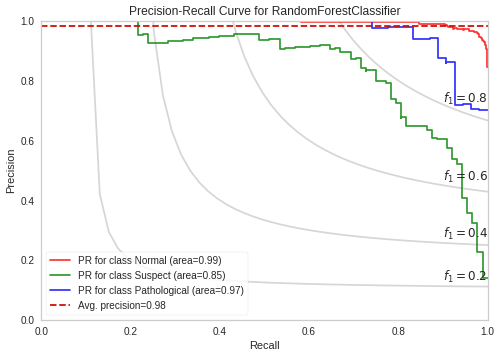 Precision-Recall Curve for RandomForestClassifier
1.0
0.8
0.6
0.4
0.2
0.0
Precision
f₁ = 0.8
f₁ = 0.6
f₁ = 0.4
f₁ = 0.2
PR for class Normal (area=0.99)
PR for class Suspect (area=0.85)
PR for class Pathological (area=0.97)
Avg. precision=0.98
0.0 0.2 0.4 0.6 0.8 1.0
Recall